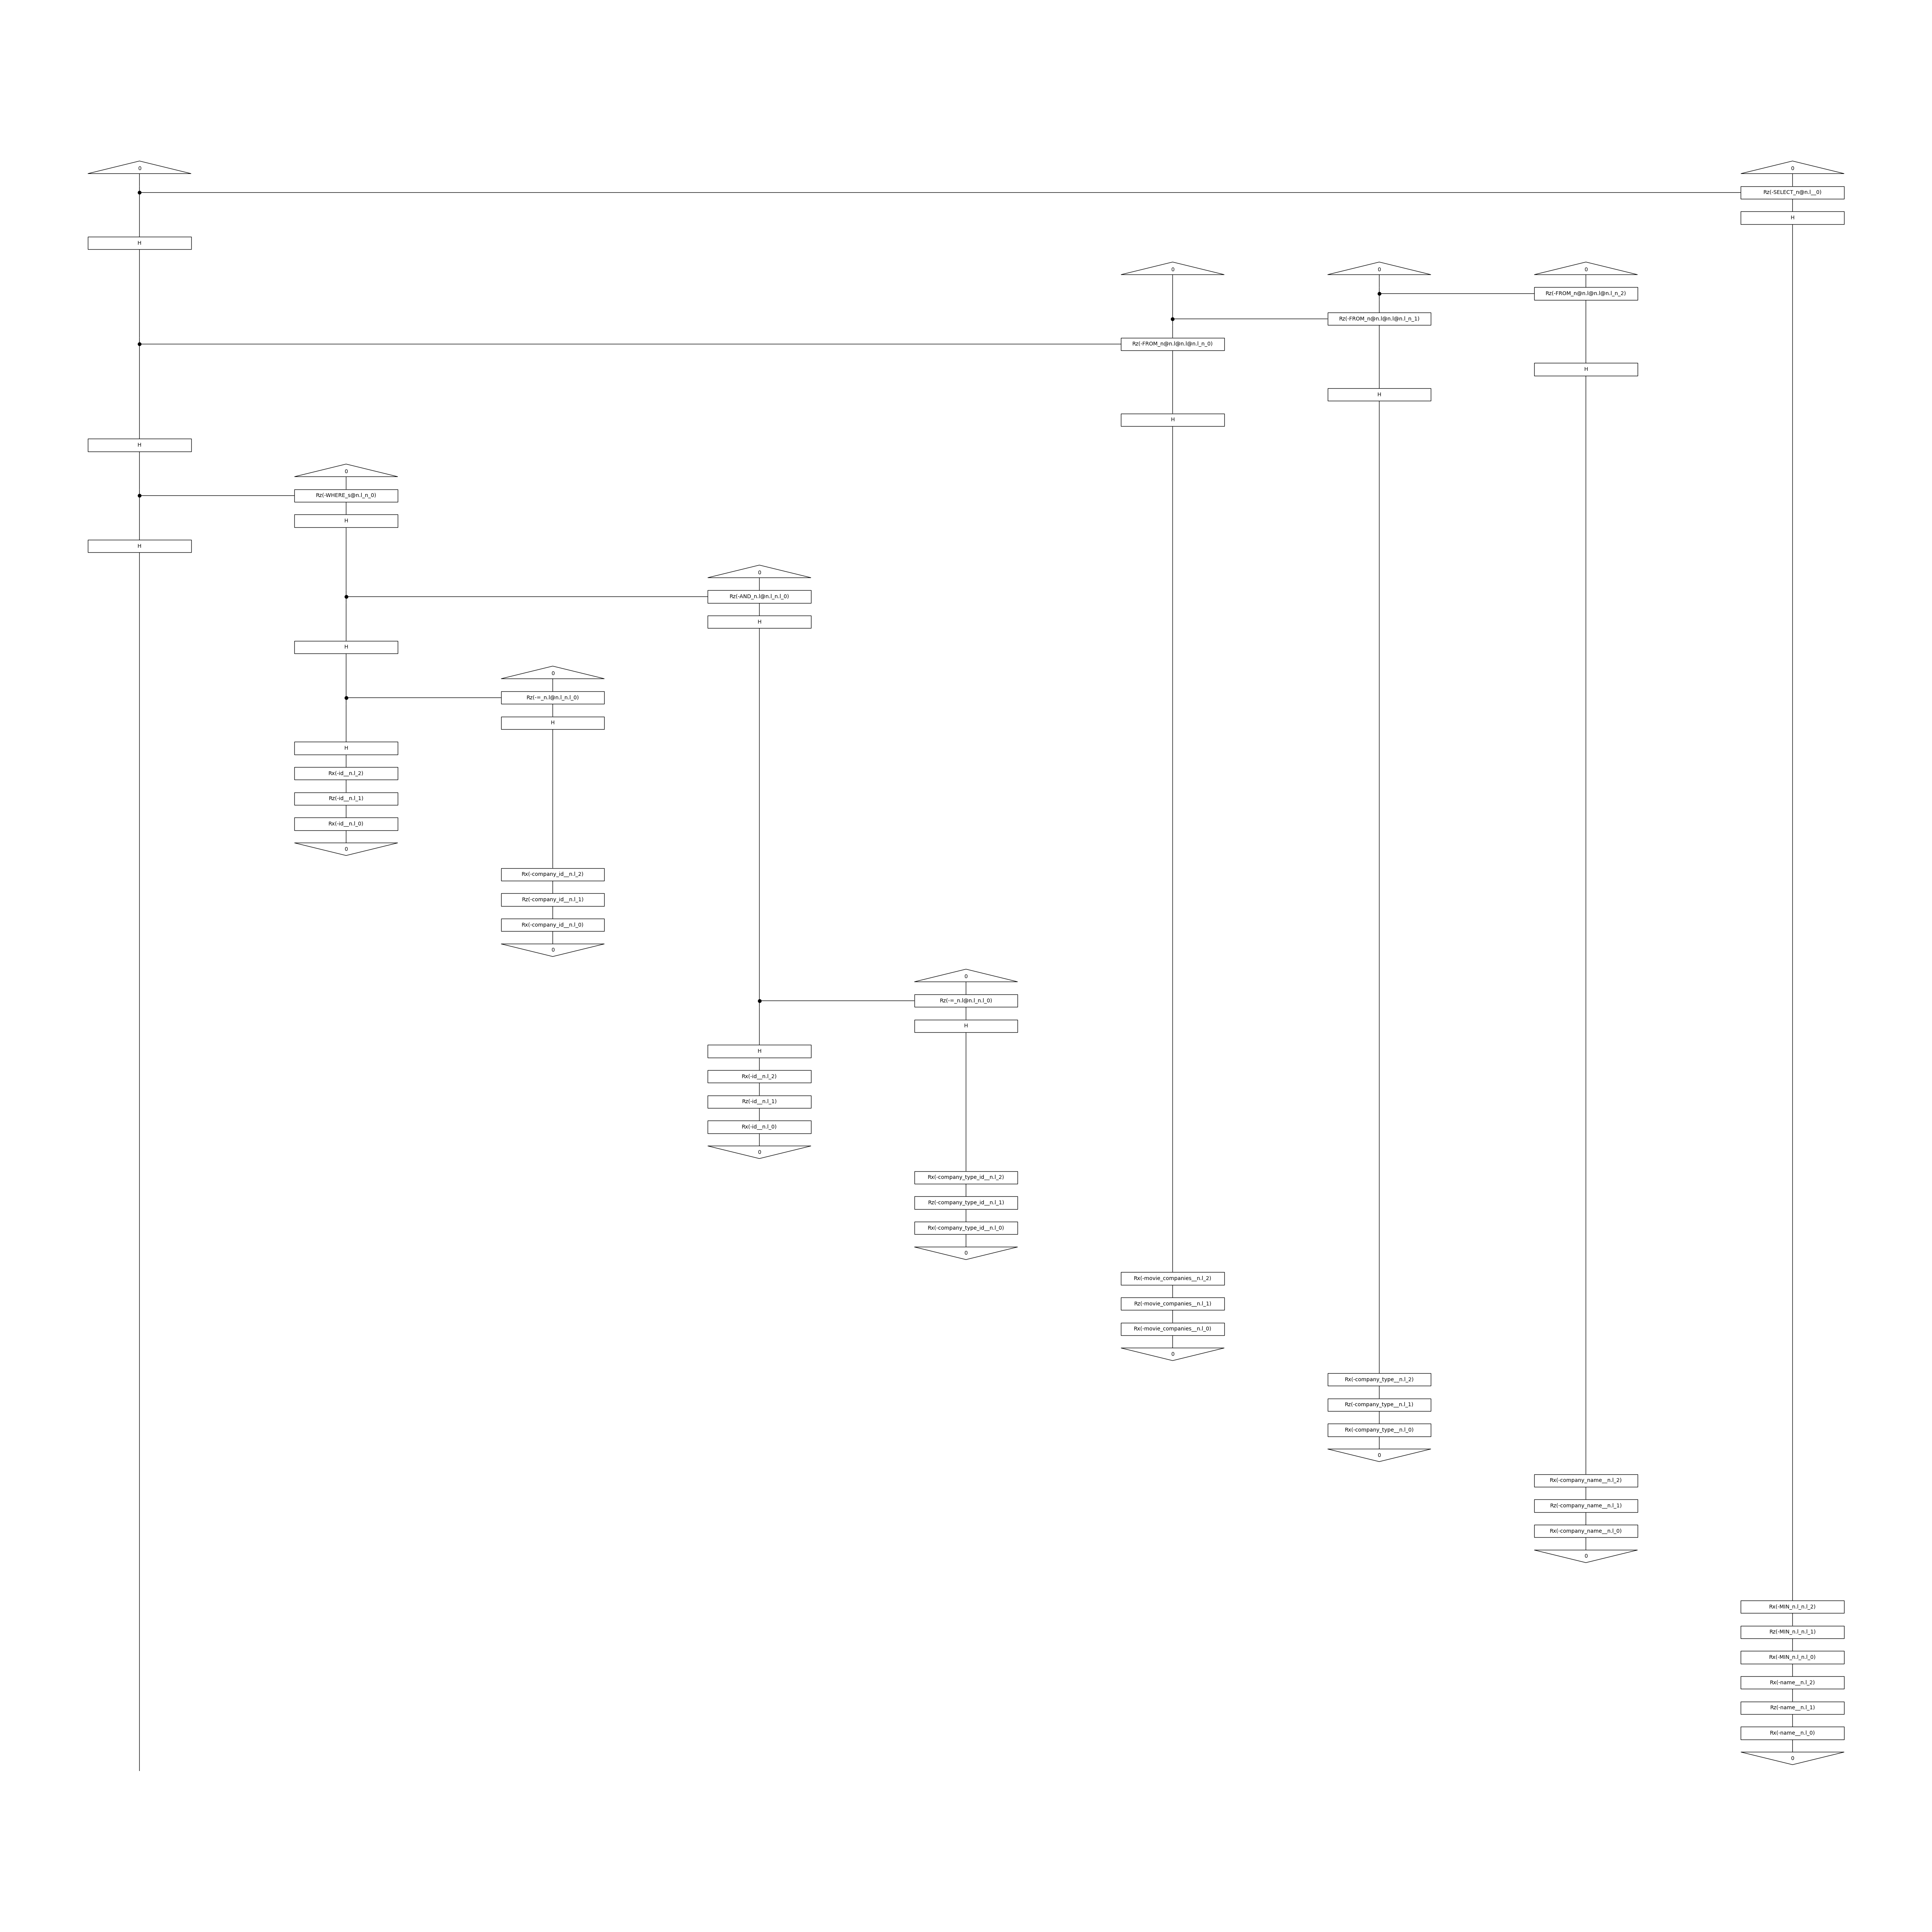 0 0
Rz(-SELECT_n@n.l__0)
H
H
0 0 0
Rz(-FROM_n@n.l@n.l@n.l_n_2)
Rz(-FROM_n@n.l@n.l@n.l_n_1)
Rz(-FROM_n@n.l@n.l@n.l_n_0)
H
H
H
H
0
Rz(-WHERE_s@n.l_n_0)
H
H
0
Rz(-AND_n.l@n.l_n.l_0)
H
H
0
Rz(-=_n.l@n.l_n.l_0)
H
H
Rx(-id__n.l_2)
Rz(-id__n.l_1)
Rx(-id__n.l_0)
0
Rx(-company_id__n.l_2)
Rz(-company_id__n.l_1)
Rx(-company_id__n.l_0)
0
0
Rz(-=_n.l@n.l_n.l_0)
H
H
Rx(-id__n.l_2)
Rz(-id__n.l_1)
Rx(-id__n.l_0)
0
Rx(-company_type_id__n.l_2)
Rz(-company_type_id__n.l_1)
Rx(-company_type_id__n.l_0)
0
Rx(-movie_companies__n.l_2)
Rz(-movie_companies__n.l_1)
Rx(-movie_companies__n.l_0)
0
Rx(-company_type__n.l_2)
Rz(-company_type__n.l_1)
Rx(-company_type__n.l_0)
0
Rx(-company_name__n.l_2)
Rz(-company_name__n.l_1)
Rx(-company_name__n.l_0)
0
Rx(-MIN_n.l_n.l_2)
Rz(-MIN_n.l_n.l_1)
Rx(-MIN_n.l_n.l_0)
Rx(-name__n.l_2)
Rz(-name__n.l_1)
Rx(-name__n.l_0)
0